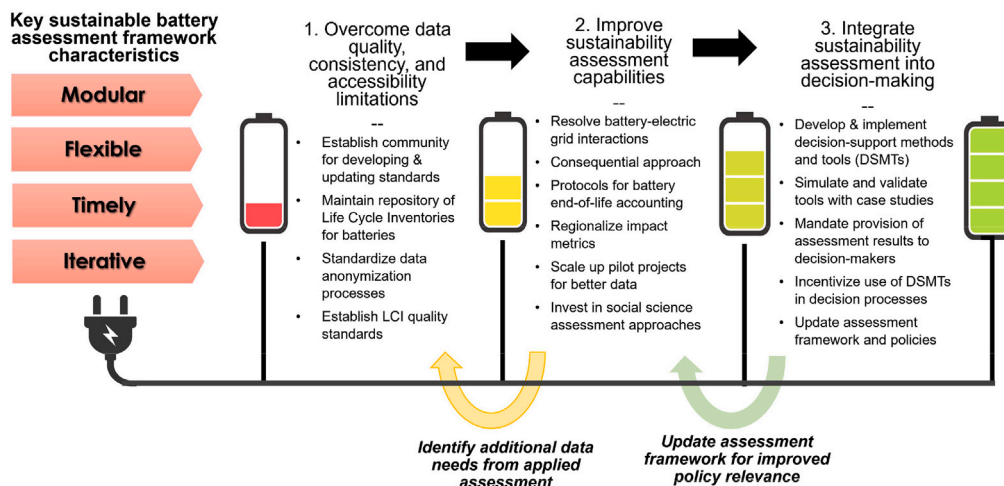 Key sustainable battery
assessment framework
characteristics
Modular
Flexible
Timely
Iterative
1. Overcome data
quality,
consistency, and
accessibility
limitations
--
• Establish community
for developing &
updating standards
• Maintain repository of
Life Cycle Inventories
for batteries
• Standardize data
anonymization
processes
• Establish LCI quality
standards
2. Improve
sustainability
assessment
capabilities
--
• Resolve battery-electric
grid interactions
• Consequential approach
• Protocols for battery
end-of-life accounting
• Regionalize impact
metrics
• Scale up pilot projects
for better data
• Invest in social science
assessment approaches
3. Integrate
sustainability
assessment into
decision-making
--
• Develop & implement
decision-support methods
and tools (DSMTs)
• Simulate and validate
tools with case studies
• Mandate provision of
assessment results to
decision-makers
• Incentivize use of DSMTs
in decision processes
• Update assessment
framework and policies
Identify additional data
needs from applied
assessment
Update assessment
framework for improved
policy relevance